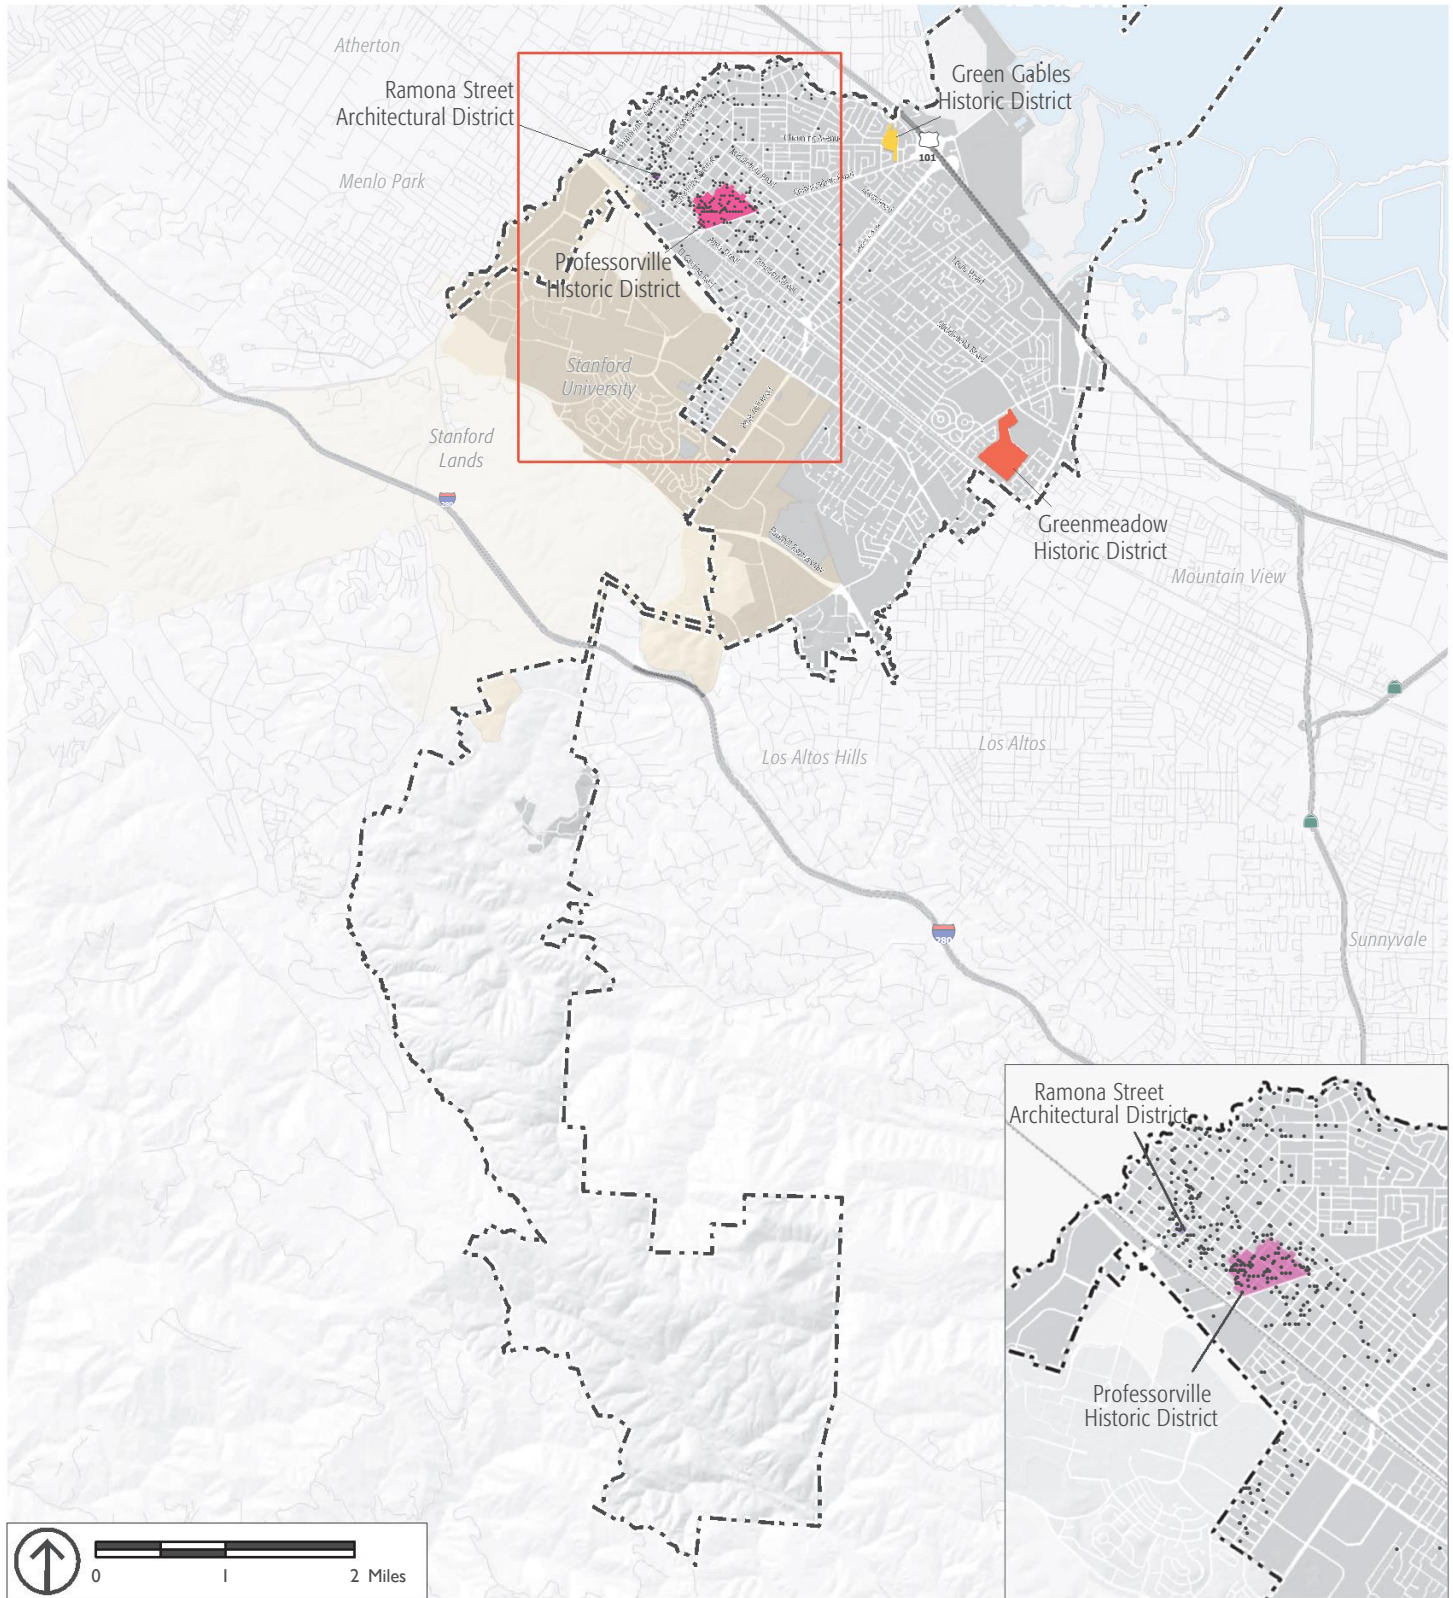 Atherton
Ramona Street
Architectural District
Green Gables
Historic District
101
Menlo Park
Professorville
Historic District
Stanford
University
Stanford
Lands
Greenmeadow
Historic District
Mountain View
Los Altos Hills
Los Altos
280
Sunnyvale
Ramona Street
Architectural District
Professorville
Historic District
0 1 2 Miles